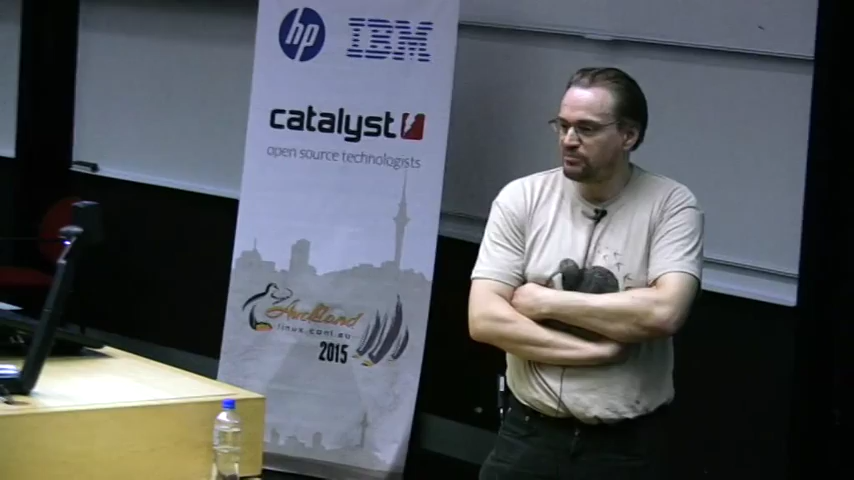 hp IBM
catalyst
open source technologists
Auckland
linux.conf.au
2015